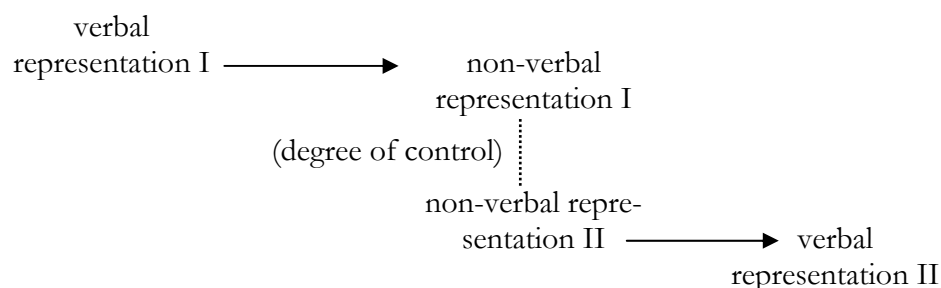 verbal
representation I
non-verbal
representation I
(degree of control)
non-verbal repre-
sentation II
verbal
representation II